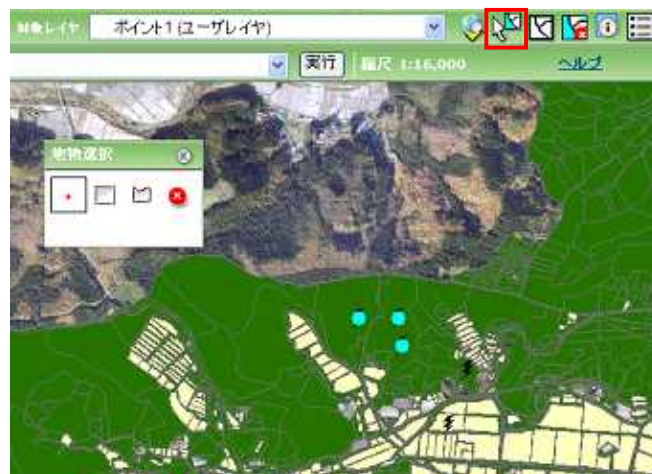 対象レイヤ ポイント1(ユーザレイヤ)
実行 縮尺 1:16,000 ヘルプ
地物選択